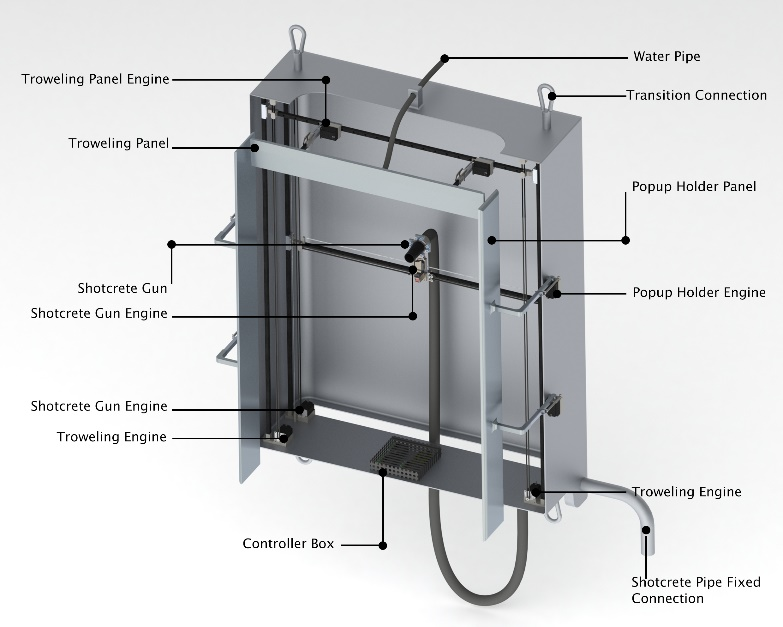 Water Pipe
Troweling Panel Engine
Transition Connection
Troweling Panel
Popup Holder Panel
Shotcrete Gun
Popup Holder Engine
Shotcrete Gun Engine
Shotcrete Gun Engine
Troweling Engine
Troweling Engine
Controller Box
Shotcrete Pipe Fixed
Connection